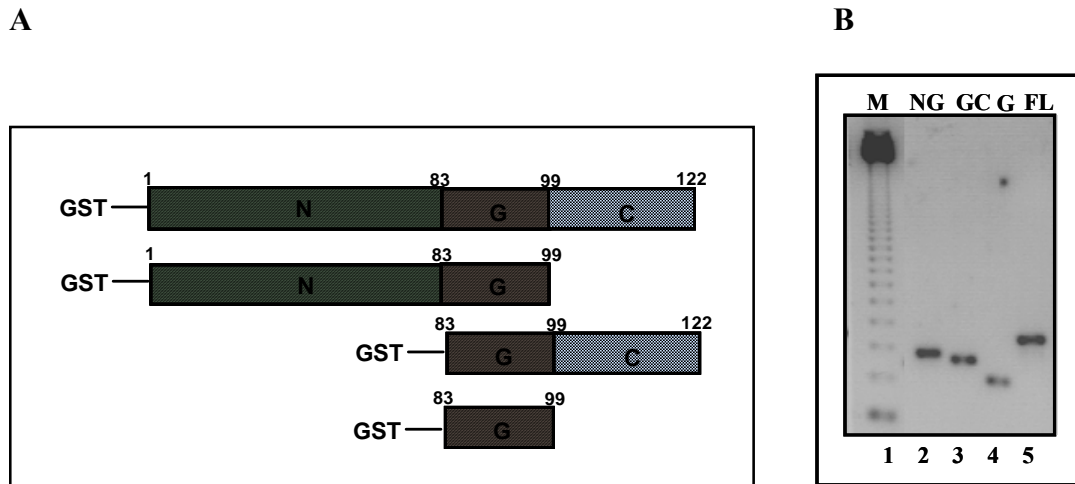 A
B
1 83 99 122
GST N G C
1 83 99
GST N G
83 99 122
GST G C
83 99
GST G
M NG GC G FL
1 2 3 4 5